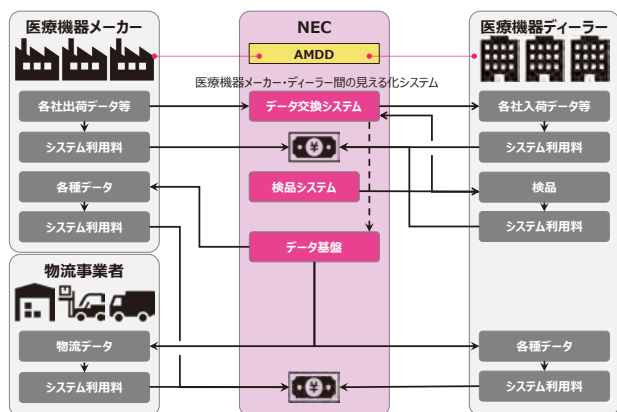 医療機器メーカー
各社出荷データ等
システム利用料
各種データ
システム利用料
物流事業者
物流データ
システム利用料
NEC
AMDD
医療機器メーカー・ディーラー間の見える化システム
データ交換システム
¥
検品システム
データ基盤
¥
医療機器ディーラー
各社入荷データ等
システム利用料
検品
システム利用料
各種データ
システム利用料